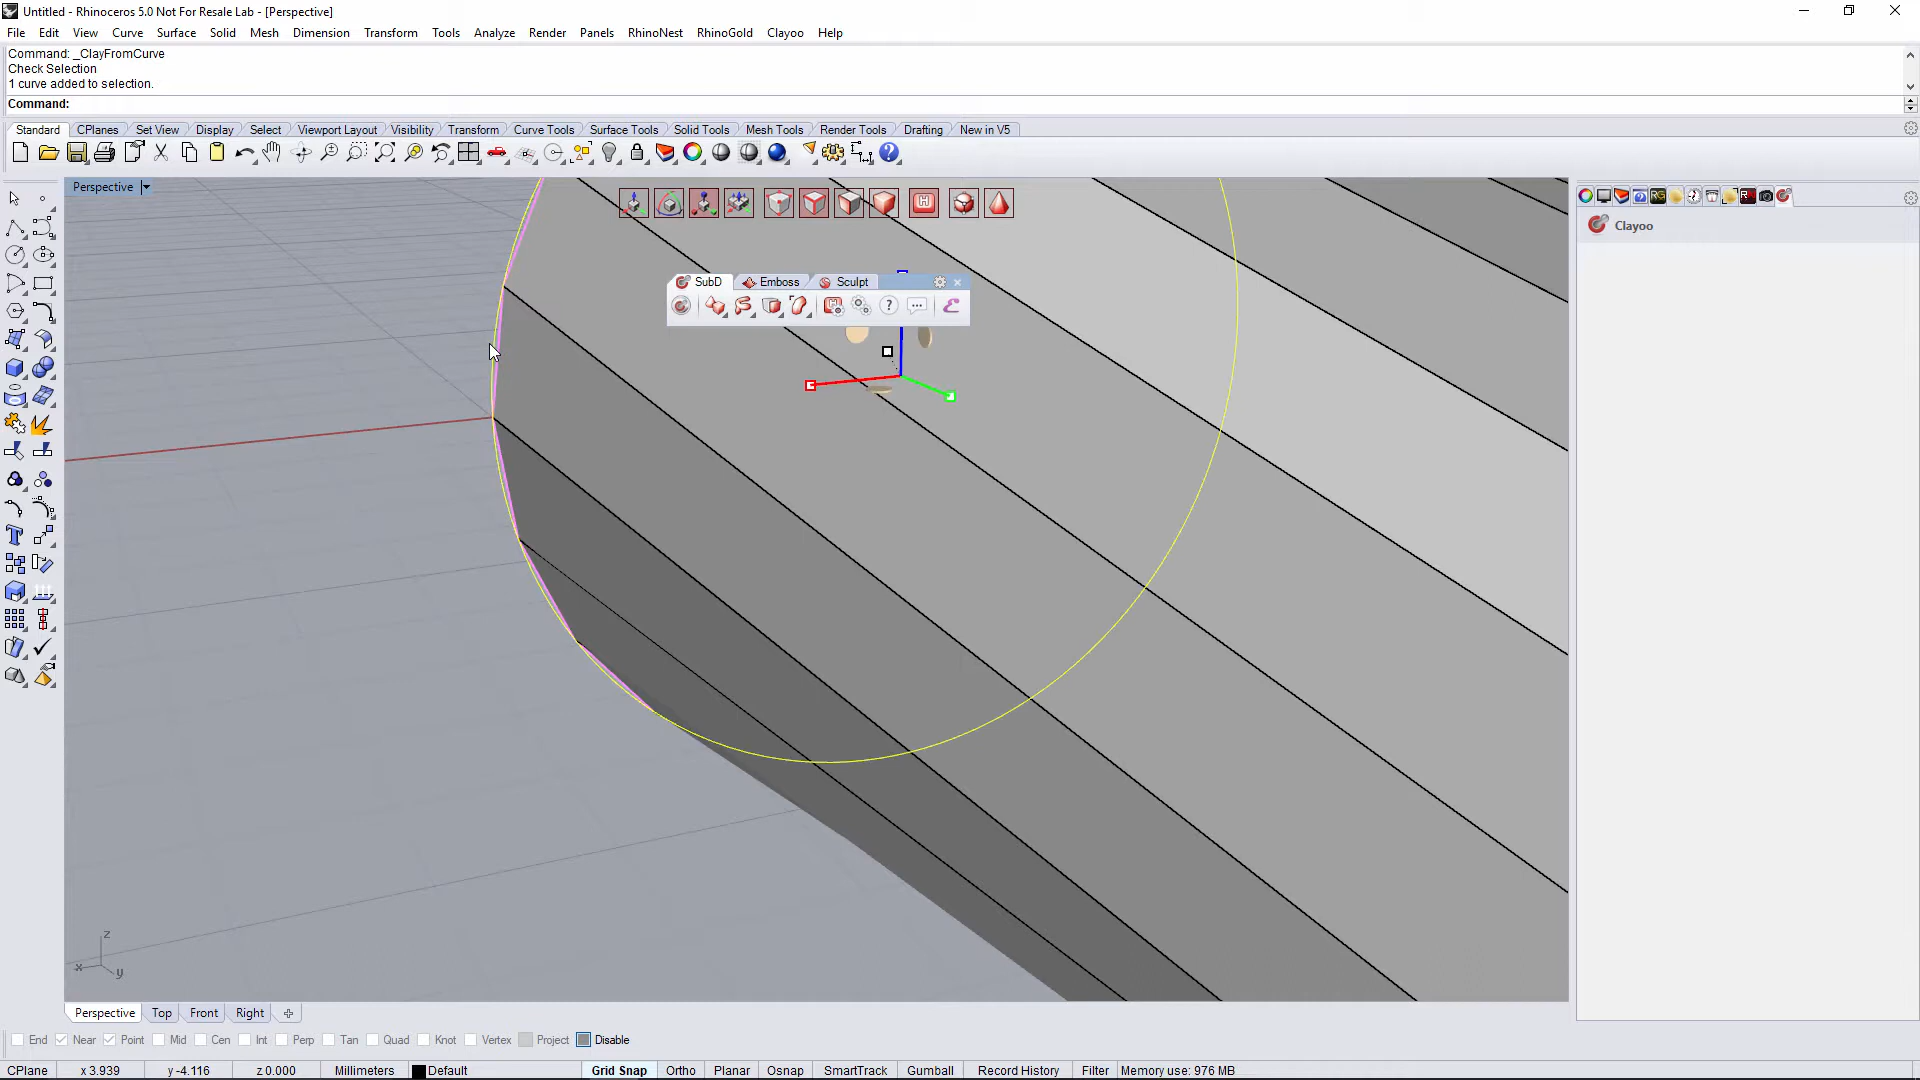 Untitled - Rhinoceros 5.0 Not For Resale Lab - [Perspective]
File Edit View Curve Surface Solid Mesh Dimension Transform Tools Analyze Render Panels RhinoNest RhinoGold Clayoo Help
Command: _ClayFromCurve
Check Selection
1 curve added to selection.
Command:
Standard CPlanes Set View Display Select Viewport Layout Visibility Transform Curve Tools Surface Tools Solid Tools Mesh Tools Render Tools Drafting New in V5
Perspective
Clayoo
SubD Emboss Sculpt
z
x
y
Perspective Top Front Right
End Near Point Mid Cen Int Perp Tan Quad Knot Vertex Project Disable
CPlane x 3.939 y -4.116 z 0.000 Millimeters Default Grid Snap Ortho Planar Osnap SmartTrack Gumball Record History Filter Memory use: 976 MB